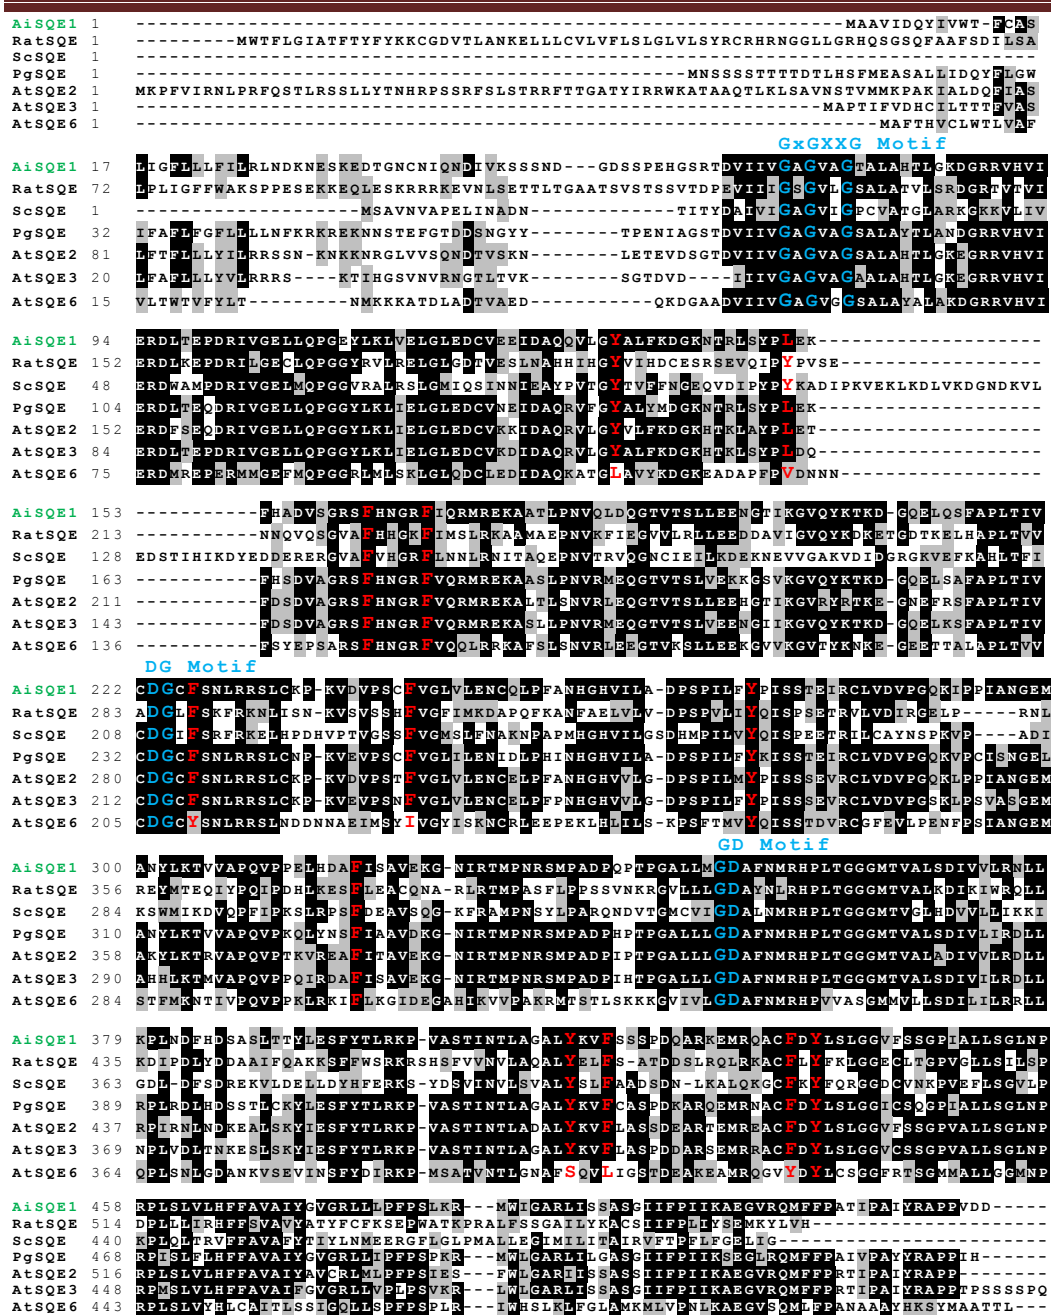 AiSQE1 1 ---------------------------------------------------------------MAAVIDQYIVWT-FCAS
RatSQE 1 ---------MWTFLGIATFTYFYKKCGDVTLANKELLLCVLVFLSLGLVLSYRCRHRNGGLLGRHQSGSQFAAFSDILSA
ScSQE 1 --------------------------------------------------------------------------------
PgSQE 1 -------------------------------------------------MNSSSSTTTTDTLHSFMEASALLIDQYFLGW
AtSQE2 1 MKPFVIRNLPRFQSTLRSSLLYTNHRPSSRFSLSTRRFTTGATYIRRWKATAAQTLKLSAVNSTVMMKPAKIALDQFIAS
AtSQE3 1 -------------------------------------------------------------MAPTIFVDHCILTTTFVAS
AtSQE6 1 ------------------------------------------------------------------MAFTHVCLWTLVAF
GxGXXG Motif
AiSQE1 17 LIGFLLLFILRLNDKNESKEDTGNCNIQNDIVKSSSND---GDSSPEHGSRTDVIIVGAGVAGTALAHTLGKDGRRVHVI
RatSQE 72 LPLIGFFWAKSPPESEKKEQLESKRRRKEVNLSETTLTGAATSVSTSSVTDPEVIIIGSGVLGSALATVLSRDGRTVTVI
ScSQE 1 --------------------MSAVNVAPELINADN-----------TITYDAIVIGAGVIGPCVATGLARKGKKVLIV
PgSQE 32 IFAFLFGFLLLLNFKRKREKNNSTEFGTDDSNGYY---------TPENIAGSTDVIIVGAGVAGSALAYTLANDGRRVHVI
AtSQE2 81 LFTFLLLYILRRSSN-KNKKNRGLVVSQNDTVSKN--------LETEVDSGTDVIIVGAGVAGSALAHTLGKEGRRVHVI
AtSQE3 20 LFAFLLLYVLRRRS----KTIHGSVNVRNGTLTVK--------SGTDVD---IIIVGAGVAGAALAHTLGKEGRRVHVI
AtSQE6 15 VLTWTVFYLT---------NMKKKATDLADTVAED-----------QKDGAADVIIVGAGVGGSALAYALAKDGRRVHVI
AiSQE1 94 ERDLTEPDRIVGELLQPGEYLKLVELGLEDCVEEIDAQQVLGYALFKDGKNTRLSYPLEK--------------------
RatSQE 152 ERDLKEPDRILGECLQPGGYRVLRELGLGDTVESLNAHHIHGYVIHDCESRSEVQIPYPVSE------------------
ScSQE 48 ERDWAMPDRIVGELMQPGGVRALRSLGMIQSINNIEAYPVTGYTVFFNGEQVDIPYPYKADIPKVEKLKDLVKDGNDKVL
PgSQE 104 ERDLTEQDRIVGELLQPGGYLKLIELGLEDCVNEIDAQRVFGYALYMDGKNTRLSYPLEK--------------------
AtSQE2 152 ERDFSEQDRIVGELLQPGGYLKLIELGLEDCVKKIDAQRVLGYVLFKDGKHTKLAYPLET--------------------
AtSQE3 84 ERDLTEPDRIVGELLQPGGYLKLIELGLEDCVKDIDAQRVLGYALFKDGKHTKLSYPLDQ--------------------
AtSQE6 75 ERDMREPERMMGEFMQPGGRLMLSKLGLQDCLEDIDAQKATGLAVYKDGKEADAPFPVDNNN------------------
AiSQE1 153 -----------FHADVSGRSFHNGRFIQRMREKAATLPNVQLDQGTVTSLLEENGTIKGVQYKTKD-GQELQSFAPLTIV
RatSQE 213 -----------NNQVQSGVAFHHGKFIMSLRKAAMAEPNVKFIEGVVLRLLEEDDAVIGVQYKDKETGDTKELHAPLTVV
ScSQE 128 EDSTIHIKDYEDDERERGVAFVHGRFLNNLRNITAQEPNVTRVQGNCIEILKDEKNEVVGAKVDIDGRGKVEFKAHLTFI
PgSQE 163 -----------FHSDVAGRSFHNGRFVQRMREKAASLPNVRMEQGTVTSLVEKKGSVKGVQYKTKD-GQELSAFAPLTIV
AtSQE2 211 -----------FDSDVAGRSFHNGRFVQRMREKALTLSNVRLEQGTVTSLLEEHGTIKGVRYRTKE-GNEFRSFAPLTIV
AtSQE3 143 -----------FDSDVAGRSFHNGRFVQRMREKASLLPNVRMEQGTVTSLVEENGIIKGVQYKTKD-GQELKSFAPLTIV
AtSQE6 136 -----------FSYEPSARSFHNGRFVQQLRRKAFSLSNVRLEEGTVKSLLEEKGVVKGVTYKNKE-GEETTALAPLTVV
DG Motif
AiSQE1 222 CDGCFSNLRRSLCKP-KVDVPSCFVGLVLENCQLPFANHGHVILA-DPSPILFYPISSTEIRCLVDVPGQKIPPIANGEM
RatSQE 283 ADGLFSKFRKNLISN-KVSVSSHFVGFIMKDAPQFKANFAELVLV-DPSPVLIYQISPSETRVLVDIRGELP-----RNL
ScSQE 208 CDGIFSRFRKELHPDHVPTVGSSFVGMSLFNAKNPAPMHGHVILGSDHMPILVYQISPEETRILCAYNSPKVP----ADI
PgSQE 232 CDGCFSNLRRSLCNP-KVEVPSCFVGLILENIDLPHINHGHVILA-DPSPILFYKISSTEIRCLVDVPGQKVPCISNGEL
AtSQE2 280 CDGCFSNLRRSLCKP-KVDVPSTFVGLVLENCELPFANHGHVVLG-DPSPILMYPISSSEVRCLVDVPGQKLPPIANGEM
AtSQE3 212 CDGCFSNLRRSLCKP-KVEVPSNFVGLVLENCELPFPNHGHVVLG-DPSPILFYPISSSEVRCLVDVPGSKLPSVASGEM
AtSQE6 205 CDGCYSNLRRSLNDDNNAEIMSYIVGYISKNCRLEEPEKLHLILS-KPSFTMVYQISSTDVRCGFEVLPENFPSIANGEM
GD Motif
AiSQE1 300 ANYLKTVVAPQVPPELHDAFISAVEKG-NIRTMPNRSMPADPQPTPGALLMGDAFNMRHPLTGGGMTVALSDIVVLRNLL
RatSQE 356 REYMTEQIYPQIPDHLKESFLEACQNA-RLRTMPASFLPPSSVNKRGVLLLGDAYNLRHPLTGGGMTVALKDIKIWRQLL
ScSQE 284 KSWMIKDVQPFIPKSLRPSFDEAVSQG-KFRAMPNSYLPARQNDVTGMCVIGDALNMRHPLTGGGMTVGLHDVVLLIKKI
PgSQE 310 ANYLKTVVAPQVPKQLYNSFIAAVDKG-NIRTMPNRSMPADPHPTPGALLLGDAFNMRHPLTGGGMTVALSDIVLIRDLL
AtSQE2 358 AKYLKTRVAPQVPTKVREAFITAVEKG-NIRTMPNRSMPADPIPTPGALLLGDAFNMRHPLTGGGMTVALADIVVLRDLL
AtSQE3 290 AHHLKTMVAPQVPPQIRDAFISAVEKG-NIRTMPNRSMPADPIHTPGALLLGDAFNMRHPLTGGGMTVALSDIVILRDLL
AtSQE6 284 STFMKNTIVPQVPPKLRKIFLKGIDEGAHIKVVPAKRMTSTLSKKKGVIVLGDAFNMRHPVVASGMMVLLSDILILRRLL
AiSQE1 379 KPLNDFHDSASLTTYLESFYTLRKP-VASTINTLAGALYKVFSSSPDQARKEMRQACFDYLSLGGVFSSGPIALLSGLNP
RatSQE 435 KDIPDLYDDAAIFQAKKSFFWSRKRSHSFVVNVLAQALYELFS-ATDDSLRQLRKACFLYFKLGGECLTGPVGLLSILSP
ScSQE 363 GDL-DFSDREKVLDELLDYHFERKS-YDSVINVLSVALYSLFAADSDN-LKALQKGCFKYFQRGGDCVNKPVEFLSGVLP
PgSQE 389 RPLRDLHDSSTLCKYLESFYTLRKP-VASTINTLAGALYKVFCASPDKARQEMRNACFDYLSLGGICSQGPIALLSGLNP
AtSQE2 437 RPIRNLNDKEALSKYIESFYTLRKP-VASTINTLADALYKVFLASSDEARTEMREACFDYLSLGGVFSSGPVALLSGLNP
AtSQE3 369 NPLVDLTNKESLSKYIESFYTLRKP-VASTINTLAGALYKVFLASPDDARSEMRRACFDYLSLGGVCSSGPVALLSGLNP
AtSQE6 364 QPLSNLGDANKVSEVINSFYDIRKP-MSATVNTLGNAFSQVLIGSTDEAKEAMRQGVYDYLCSGGFRTSGMMALLGGMNP
AiSQE1 458 RPLSLVLHFFAVAIYGVGRLLLPFPSLKR---MWIGARLISSASGIIFPIIKAEGVRQMFFPATIPAIYRAPPVDD----
RatSQE 514 DPLLLIRHFFSVAVYATYFCFKSEPWATKPRALFSSGAILYKACSIIFPLIYSEMKYLVH--------------------
ScSQE 440 KPLQLTRVFFAVAFYTIYLNMEERGFLGLPMALLEGIMILITAIRVFTPFLFGELIG-----------------------
PgSQE 468 RPISLFLHFFAVAIYGVGRLLIPFPSPKR---MWLGARLILGASGIIFPIIKSEGLRQMFFPAIVPAYYRAPPIH-----
AtSQE2 516 RPLSLVLHFFAVAIYAVCRLMLPFPSIES---FWLGARIISSASSIIFPIIKAEGVRQMFFPRTIPAIYRAPP-------
AtSQE3 448 RPMSLVLHFFAVAIFGVGRLLVPLPSVKR---LWLGARLISSASGIIFPIIKAEGVRQMFFPRTIPAIYRAPPTPSSSSPQ
AtSQE6 443 RPLSLVYHLCAITLSSIGQLLSPFPSPLR---IWHSLKLFGLAMKMLVPNLKAEGVSQMLFPANAAAYHKSYMAATTL--